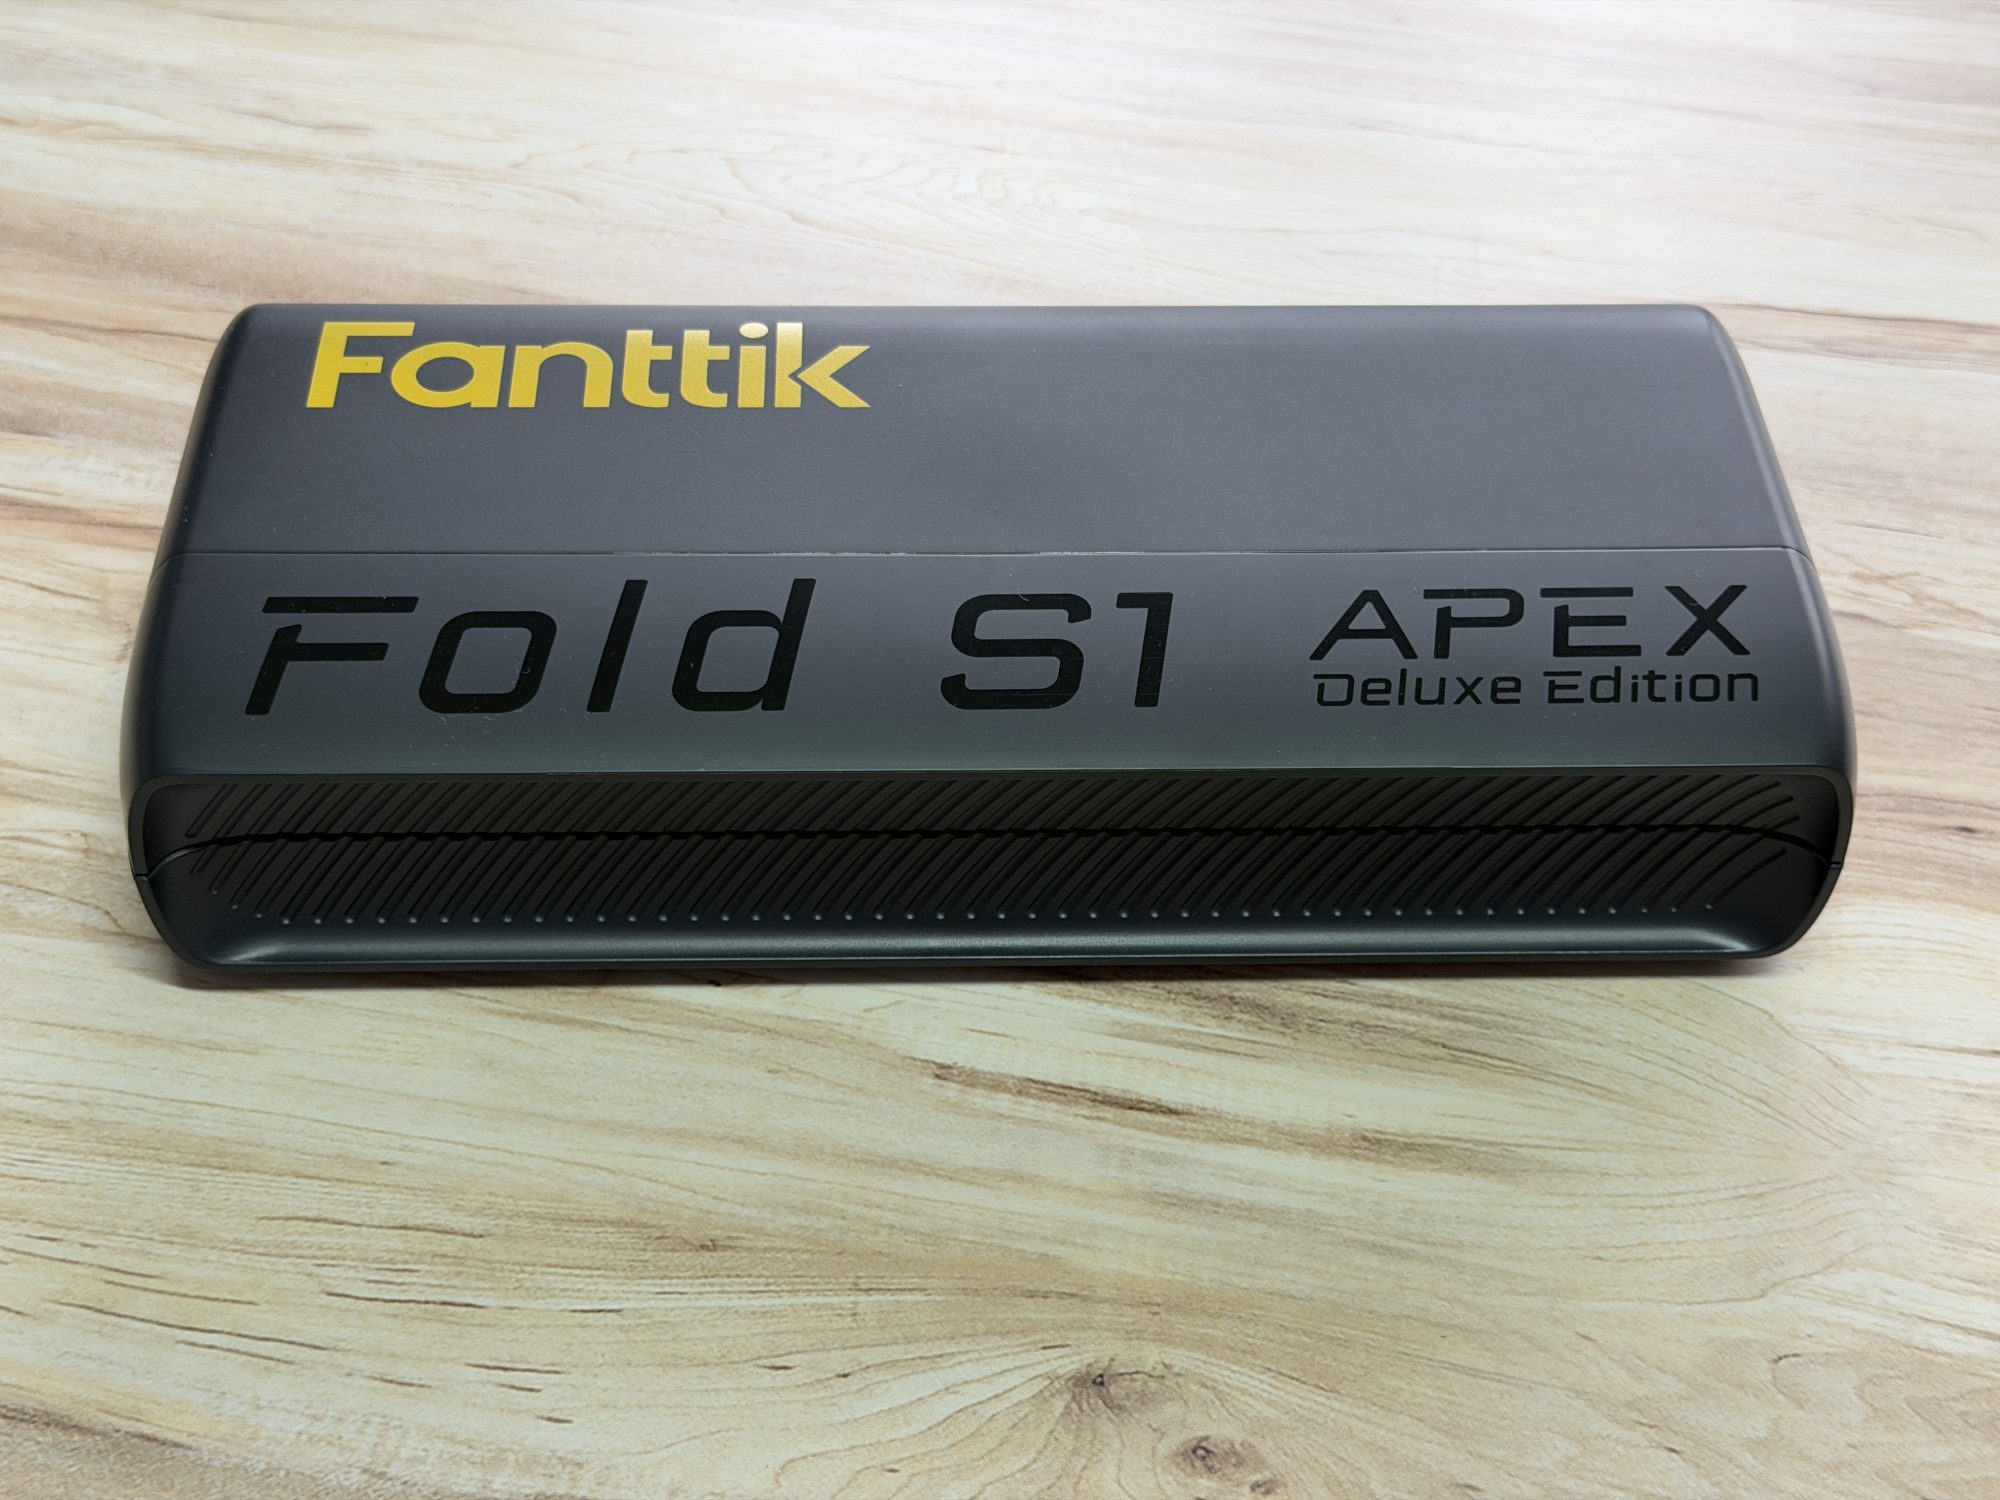 Fanttik
Fold S1
APEX
Deluxe Edition